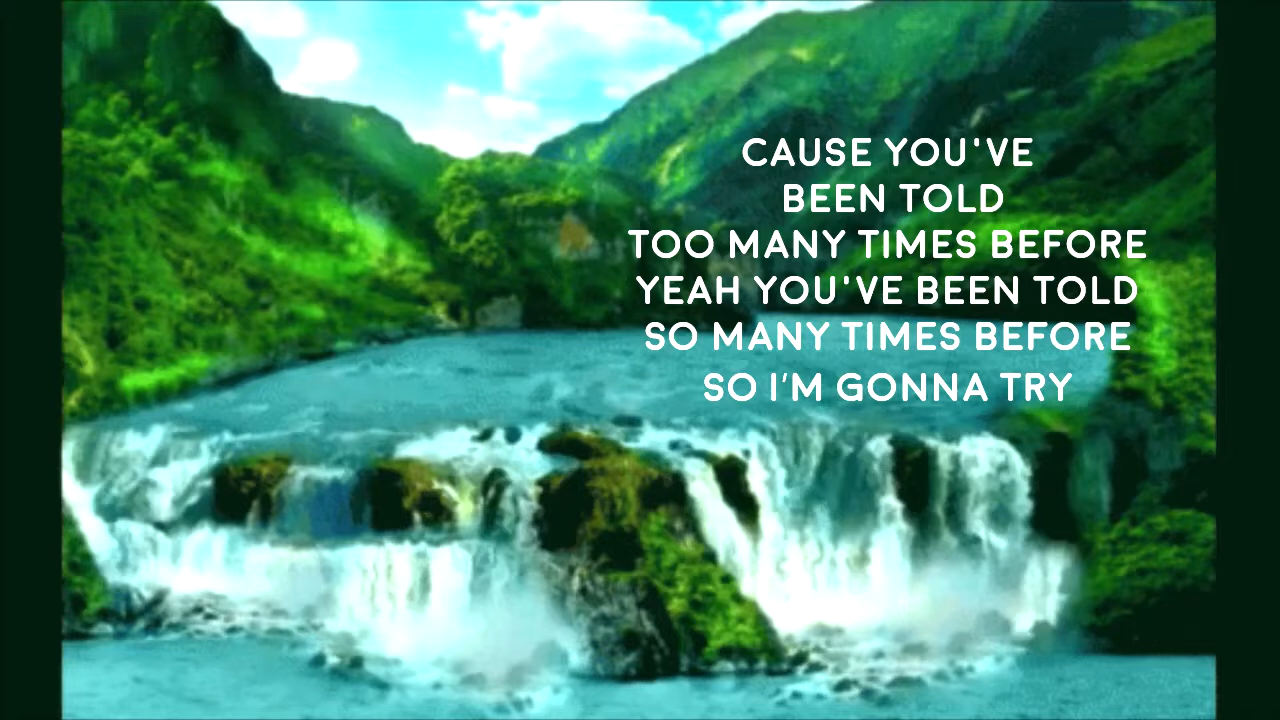 CAUSE YOU'VE
BEEN TOLD
TOO MANY TIMES BEFORE
YEAH YOU'VE BEEN TOLD
SO MANY TIMES BEFORE
SO I'M GONNA TRY